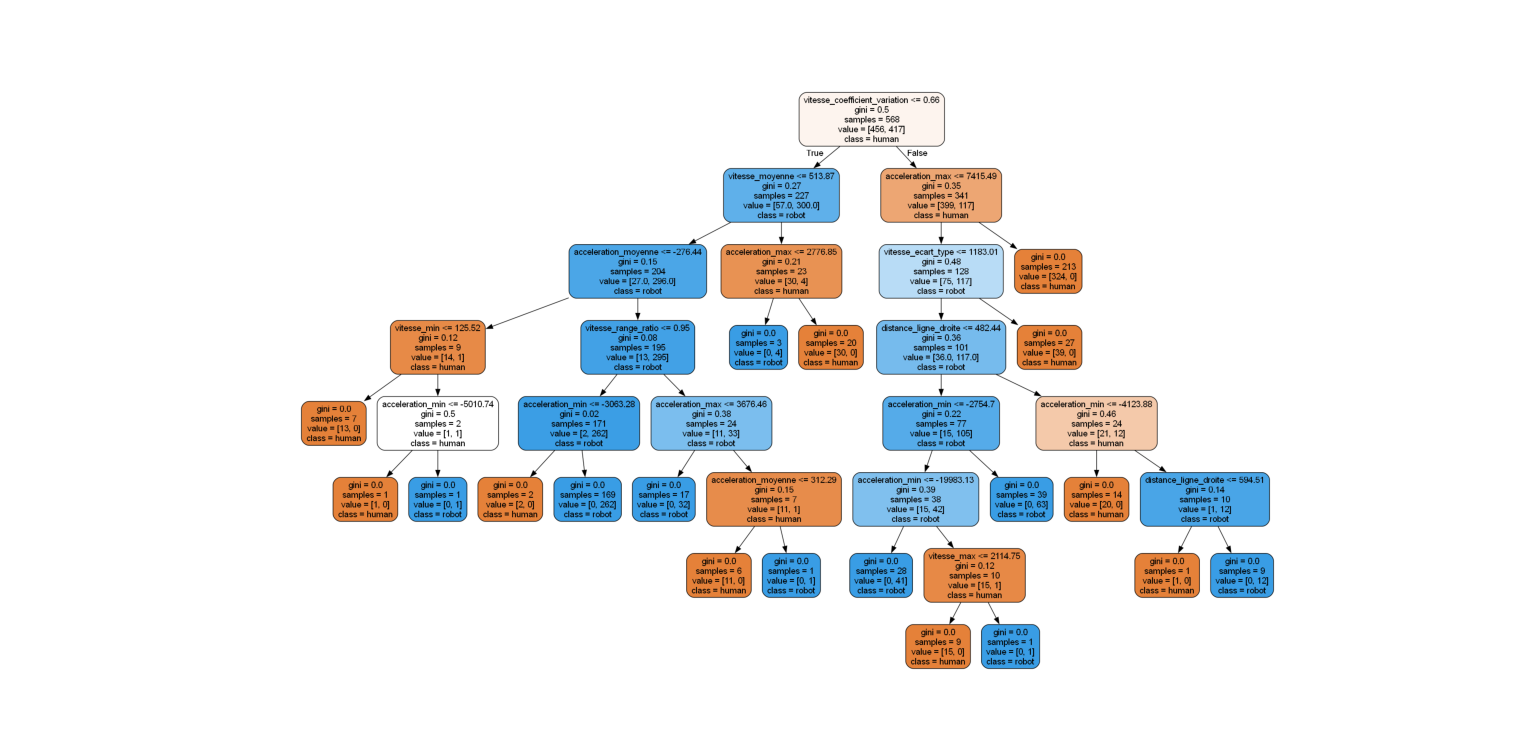 vitesse_coefficient_variation <= 0.66
gini = 0.5
samples = 568
value = [456, 417]
class = human
True
False
vitesse_moyenne <= 513.87
gini = 0.27
samples = 227
value = [57.0, 300.0]
class = robot
acceleration_max <= 7415.49
gini = 0.35
samples = 341
value = [399, 117]
class = human
acceleration_moyenne <= -276.44
gini = 0.15
samples = 204
value = [27.0, 296.0]
class = robot
acceleration_max <= 2776.85
gini = 0.21
samples = 23
value = [30, 4]
class = human
vitesse_ecart_type <= 1183.01
gini = 0.48
samples = 128
value = [75, 117]
class = robot
gini = 0.0
samples = 213
value = [324, 0]
class = human
vitesse_min <= 125.52
gini = 0.12
samples = 9
value = [14, 1]
class = human
vitesse_range_ratio <= 0.95
gini = 0.08
samples = 195
value = [13, 295]
class = robot
gini = 0.0
samples = 3
value = [0, 4]
class = robot
gini = 0.0
samples = 20
value = [30, 0]
class = human
distance_ligne_droite <= 482.44
gini = 0.36
samples = 101
value = [36.0, 117.0]
class = robot
gini = 0.0
samples = 27
value = [39, 0]
class = human
gini = 0.0
samples = 7
value = [13, 0]
class = human
acceleration_min <= -5010.74
gini = 0.5
samples = 2
value = [1, 1]
class = human
acceleration_min <= -3063.28
gini = 0.02
samples = 171
value = [2, 262]
class = robot
acceleration_max <= 3676.46
gini = 0.38
samples = 24
value = [11, 33]
class = robot
acceleration_min <= -2754.7
gini = 0.22
samples = 77
value = [15, 105]
class = robot
acceleration_min <= -4123.88
gini = 0.46
samples = 24
value = [21, 12]
class = human
gini = 0.0
samples = 1
value = [1, 0]
class = human
gini = 0.0
samples = 1
value = [0, 1]
class = robot
gini = 0.0
samples = 2
value = [2, 0]
class = human
gini = 0.0
samples = 169
value = [0, 262]
class = robot
gini = 0.0
samples = 17
value = [0, 32]
class = robot
acceleration_moyenne <= 312.29
gini = 0.15
samples = 7
value = [11, 1]
class = human
acceleration_min <= -19983.13
gini = 0.39
samples = 38
value = [15, 42]
class = robot
gini = 0.0
samples = 39
value = [0, 63]
class = robot
gini = 0.0
samples = 14
value = [20, 0]
class = human
distance_ligne_droite <= 594.51
gini = 0.14
samples = 10
value = [1, 12]
class = robot
gini = 0.0
samples = 6
value = [11, 0]
class = human
gini = 0.0
samples = 1
value = [0, 1]
class = robot
gini = 0.0
samples = 28
value = [0, 41]
class = robot
vitesse_max <= 2114.75
gini = 0.12
samples = 10
value = [15, 1]
class = human
gini = 0.0
samples = 1
value = [1, 0]
class = human
gini = 0.0
samples = 9
value = [0, 12]
class = robot
gini = 0.0
samples = 9
value = [15, 0]
class = human
gini = 0.0
samples = 1
value = [0, 1]
class = robot